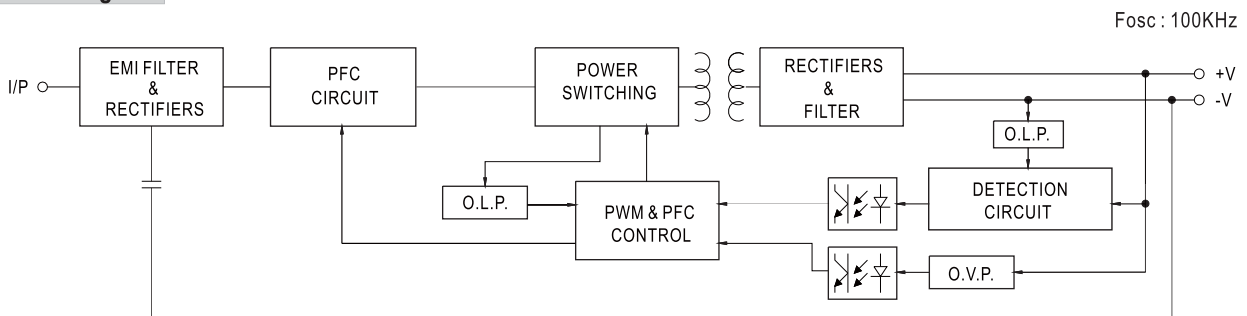 Fosc : 100KHz
I/P
EMI FILTER
&
RECTIFIERS
PFC
CIRCUIT
POWER
SWITCHING
RECTIFIERS
&
FILTER
+V
-V
O.L.P.
O.L.P.
PWM & PFC
CONTROL
DETECTION
CIRCUIT
O.V.P.